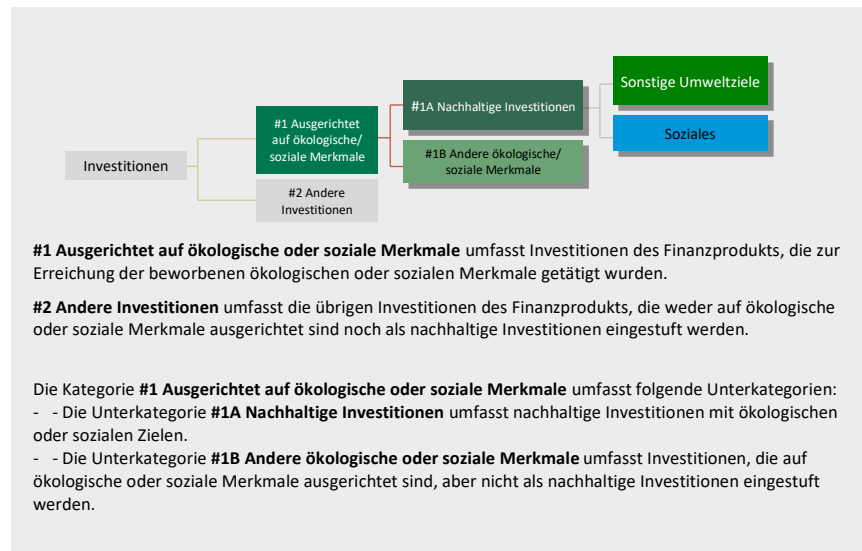 Sonstige Umweltziele
#1A Nachhaltige Investitionen
#1 Ausgerichtet
auf ökologische/
soziale Merkmale
Soziales
#1B Andere ökologische/
soziale Merkmale
Investitionen
#2 Andere
Investitionen
#1 Ausgerichtet auf ökologische oder soziale Merkmale umfasst Investitionen des Finanzprodukts, die zur
Erreichung der beworbenen ökologischen oder sozialen Merkmale getätigt wurden.
#2 Andere Investitionen umfasst die übrigen Investitionen des Finanzprodukts, die weder auf ökologische
oder soziale Merkmale ausgerichtet sind noch als nachhaltige Investitionen eingestuft werden.
Die Kategorie #1 Ausgerichtet auf ökologische oder soziale Merkmale umfasst folgende Unterkategorien:
- - Die Unterkategorie #1A Nachhaltige Investitionen umfasst nachhaltige Investitionen mit ökologischen
oder sozialen Zielen.
- - Die Unterkategorie #1B Andere ökologische oder soziale Merkmale umfasst Investitionen, die auf
ökologische oder soziale Merkmale ausgerichtet sind, aber nicht als nachhaltige Investitionen eingestuft
werden.